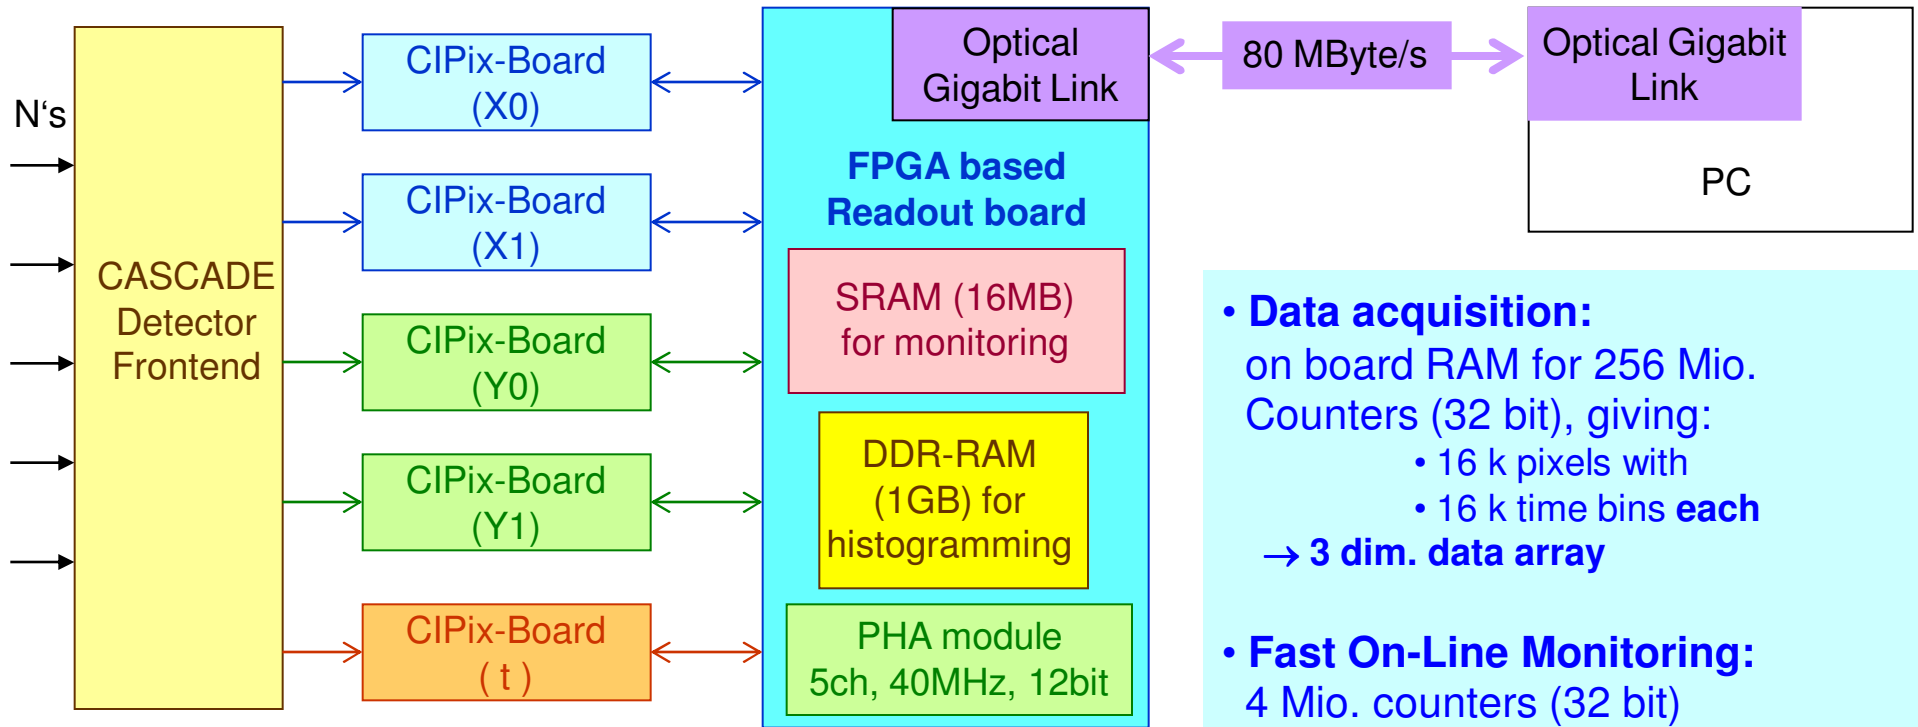 N‘s
CASCADE
Detector
Frontend
CIPix-Board
(X0)
CIPix-Board
(X1)
CIPix-Board
(Y0)
CIPix-Board
(Y1)
CIPix-Board
( t )
Optical
Gigabit Link
FPGA based
Readout board
SRAM (16MB)
for monitoring
DDR-RAM
(1GB) for
histogramming
PHA module
5ch, 40MHz, 12bit
80 MByte/s
Optical Gigabit
Link
PC
• Data acquisition:
on board RAM for 256 Mio.
Counters (32 bit), giving:
• 16 k pixels with
• 16 k time bins each
→ 3 dim. data array
• Fast On-Line Monitoring:
4 Mio. counters (32 bit)